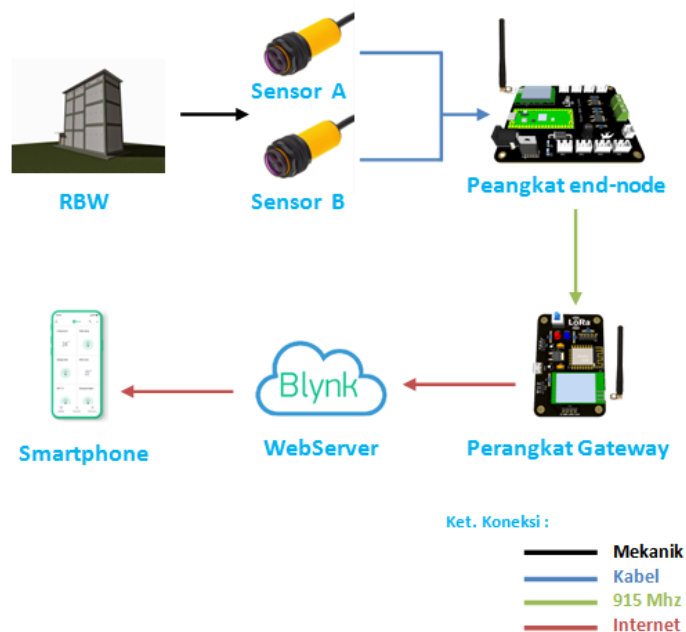 Sensor A
RBW
Sensor B
Peangkat end-node
LoRa
Blynk
Smartphone
WebServer
Perangkat Gateway
Ket. Koneksi :
Mekanik
Kabel
915 Mhz
Internet